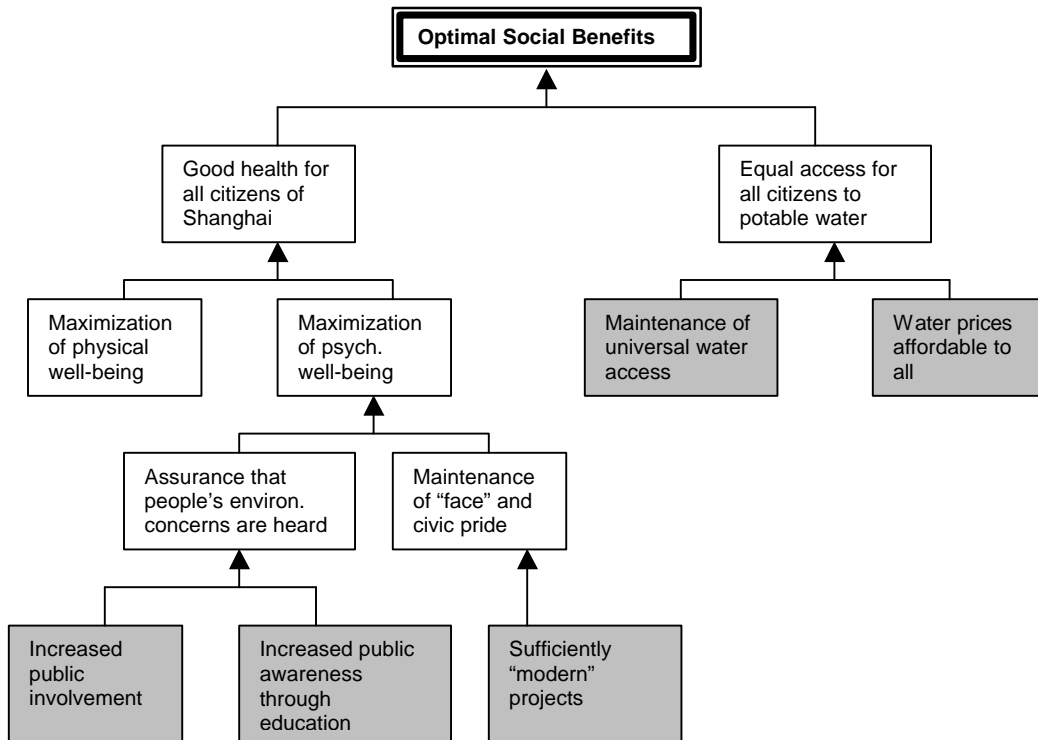 Optimal Social Benefits
Good health for
all citizens of
Shanghai
Equal access for
all citizens to
potable water
Maximization
of physical
well-being
Maximization
of psych.
well-being
Maintenance of
universal water
access
Water prices
affordable to
all
Assurance that
people’s environ.
concerns are heard
Maintenance
of “face” and
civic pride
Increased
public
involvement
Increased public
awareness
through
education
Sufficiently
“modern”
projects